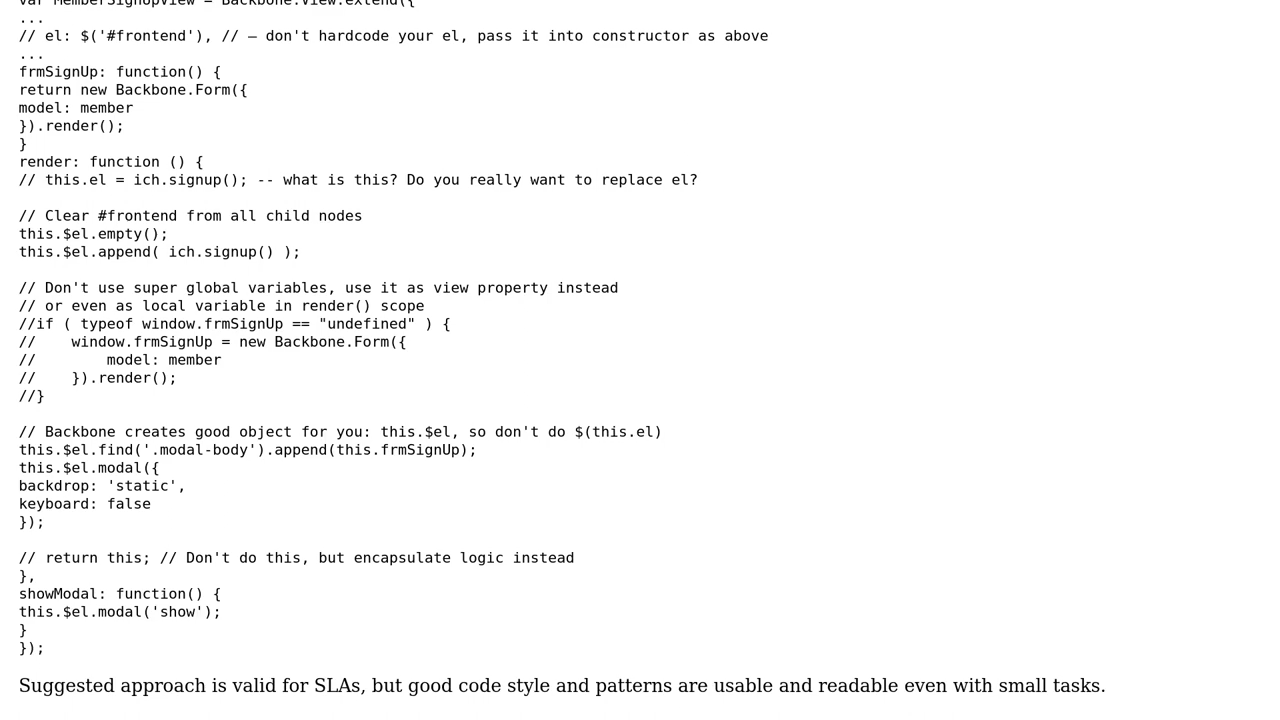 var MemberSignUpView = Backbone.View.extend({
...
// el: $('#frontend'), // — don't hardcode your el, pass it into constructor as above
...
frmSignUp: function() {
return new Backbone.Form({
model: member
}).render();
}
render: function () {
// this.el = ich.signup(); -- what is this? Do you really want to replace el?

// Clear #frontend from all child nodes
this.$el.empty();
this.$el.append( ich.signup() );

// Don't use super global variables, use it as view property instead
// or even as local variable in render() scope
//if ( typeof window.frmSignUp == "undefined" ) {
//    window.frmSignUp = new Backbone.Form({
//        model: member
//    }).render();
//}

// Backbone creates good object for you: this.$el, so don't do $(this.el)
this.$el.find('.modal-body').append(this.frmSignUp);
this.$el.modal({
backdrop: 'static',
keyboard: false
});

// return this; // Don't do this, but encapsulate logic instead
},
showModal: function() {
this.$el.modal('show');
}
});

Suggested approach is valid for SLAs, but good code style and patterns are usable and readable even with small tasks.